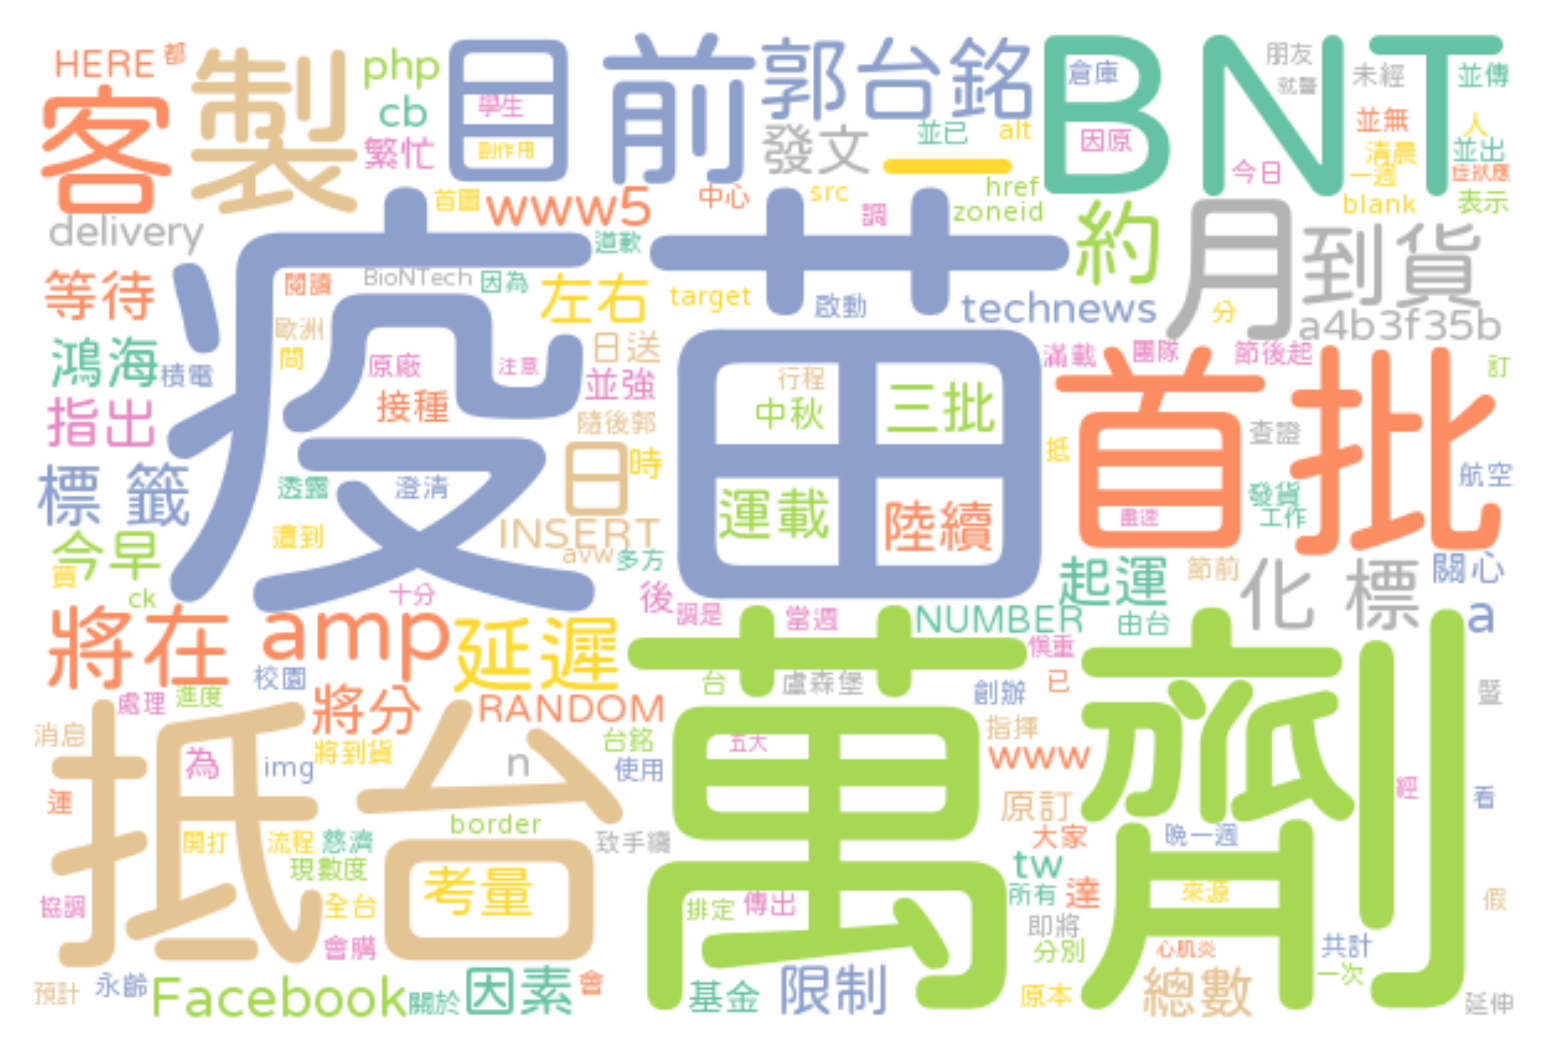 HERE
都
製
php
目前
郭台銘
BNT
倉庫
朋友
就醫
未經
並傳
客
cb
學生
繁忙
副作用
發文
並已
alt
一
因原
今日
並無
人
清晨
並出
一週
症狀應
delivery
首圖
www5
中心
src
調
href
zoneid
約
月
blank
表示
到貨
道歉
疫苗
等待
閱讀
BioNTech
因為
左右
target
啟動
technews
分
a4b3f35b
歐洲
鴻海
積電
問
原廠
注意
日送
並強
行程
滿載
團隊
節後起
訂
首批
指出
接種
隨後郭
中秋
三批
查證
標 籤
透露
澄清
日
時
抵
航空
運載
陸續
發貨
盡速
工作
今早
遭到
INSERT
avw
多方
買
ck
十分
後
調是
當週
起運
節前
化 標
關心
NUMBER
由台
a
將在
amp
延遲
萬劑
慎重
校園
台
盧森堡
創辦
已
暨
處理
進度
將分
RANDOM
消息
抵台
將到貨
台銘
五大
指揮
為
img
n
使用
www
經
看
運
原訂
border
開打
流程
慈濟
致手續
大家
晚一週
現數度
tw
考量
所有
達
來源
假
協調
全台
排定
傳出
即將
會購
分別
心肌炎
共計
一次
預計
永齡
Facebook
關於
因素
會
基金
限制
原本
總數
延伸